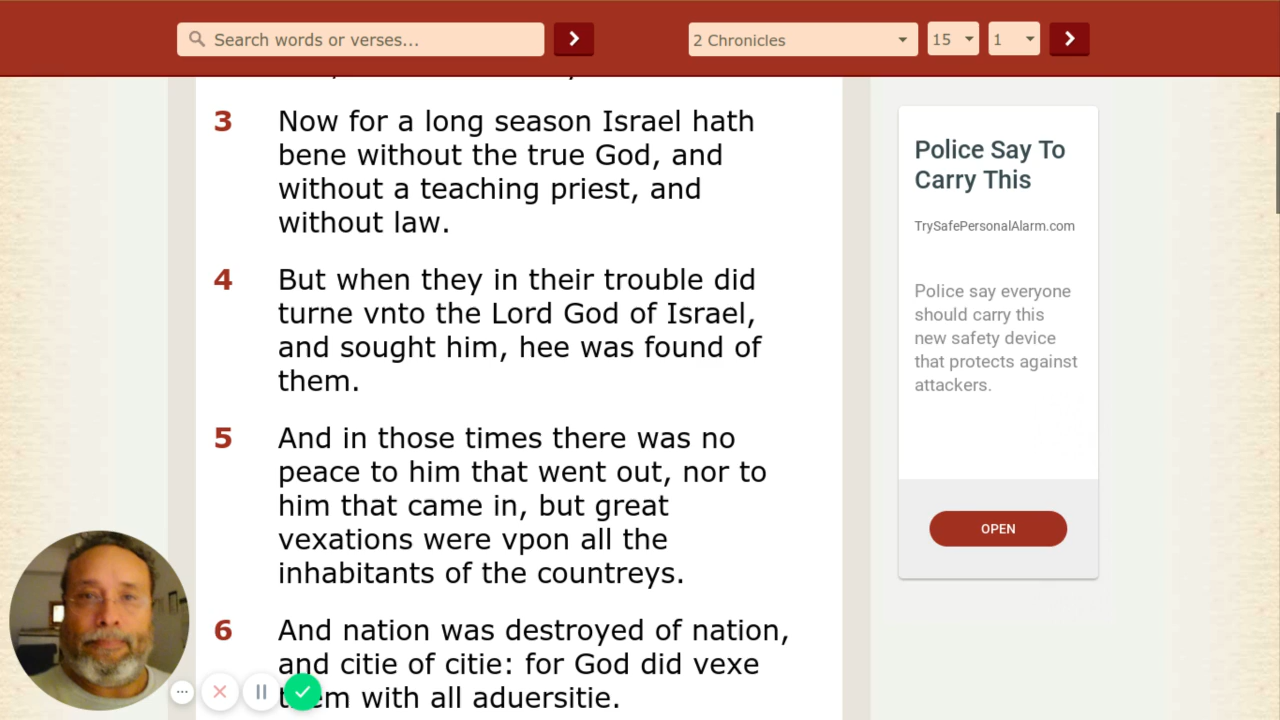 Search words or verses...
2 Chronicles
15
1
3 Now for a long season Israel hath
bene without the true God, and
without a teaching priest, and
without law.
4 But when they in their trouble did
turne vnto the Lord God of Israel,
and sought him, hee was found of
them.
5 And in those times there was no
peace to him that went out, nor to
him that came in, but great
vexations were vpon all the
inhabitants of the countreys.
6 And nation was destroyed of nation,
and citie of citie: for God did vexe
them with all aduersitie.
Police Say To
Carry This
TrySafePersonalAlarm.com
Police say everyone
should carry this
new safety device
that protects against
attackers.
OPEN